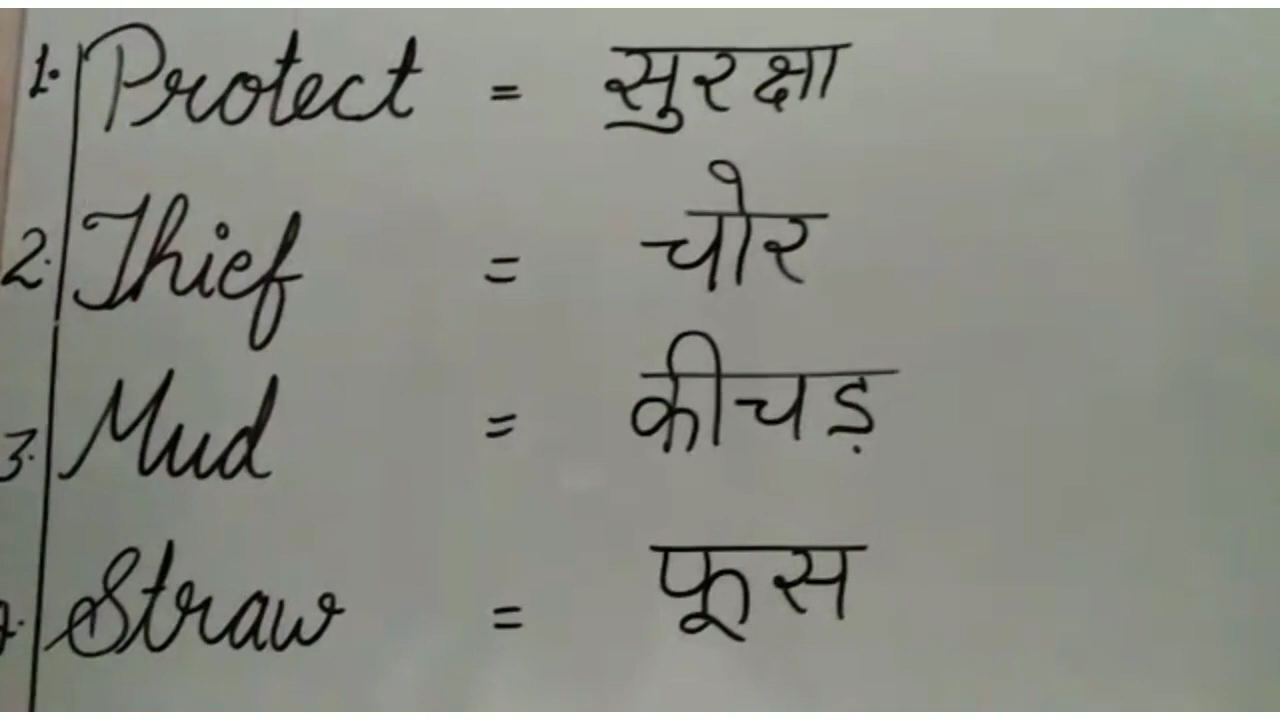 1. Protect = सुरक्षा
2. Thief = चोर
3. Mud = कीचड़
Straw = फूस